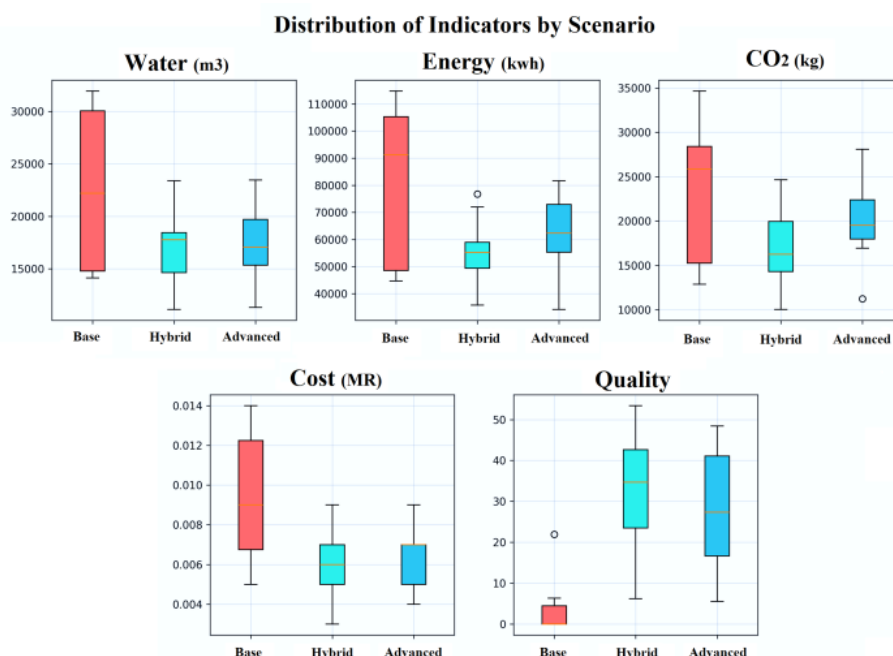 Distribution of Indicators by Scenario
Water (m3)
30000
25000
20000
15000
Base Hybrid Advanced
Energy (kwh)
110000
100000
90000
80000
70000
60000
50000
40000
Base Hybrid Advanced
CO2 (kg)
35000
30000
25000
20000
15000
10000
Base Hybrid Advanced
Cost (MR)
0.014
0.012
0.010
0.008
0.006
0.004
Base Hybrid Advanced
Quality
50
40
30
20
10
0
Base Hybrid Advanced